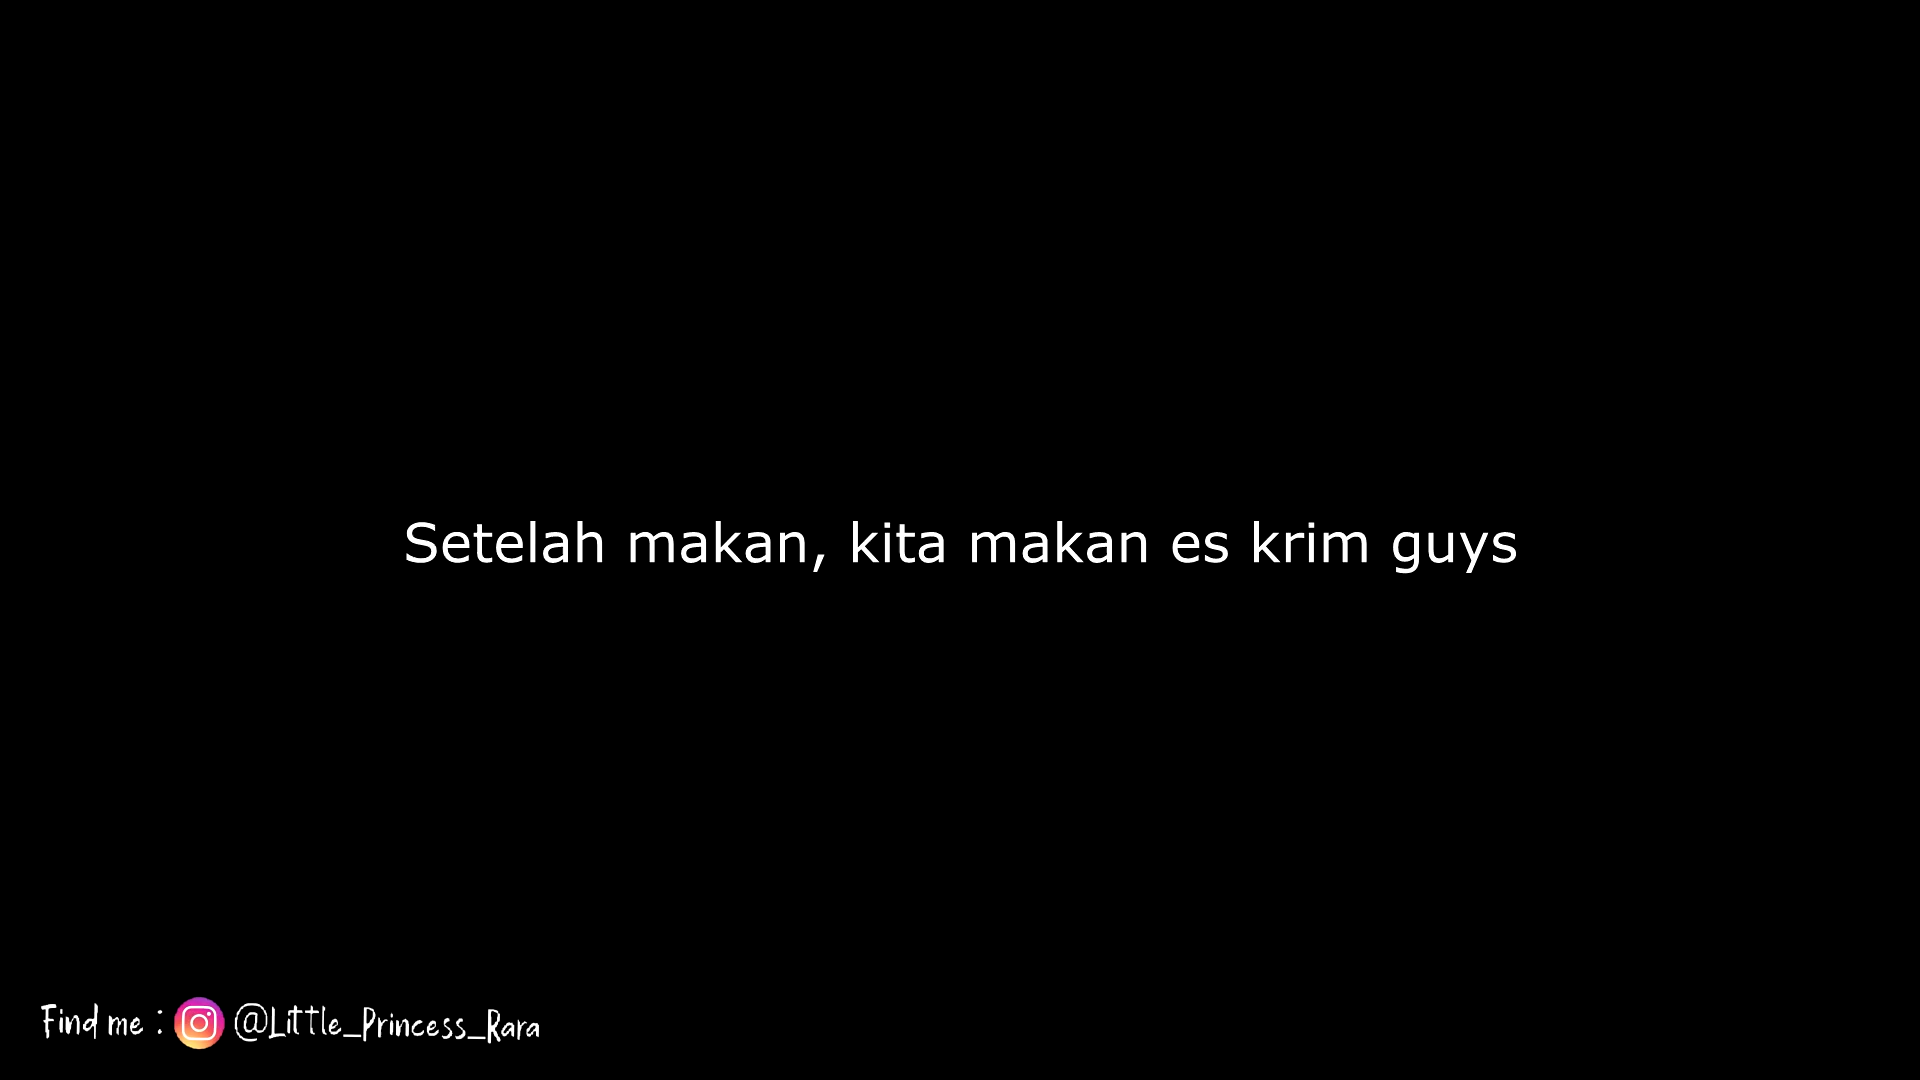 Setelah makan, kita makan es krim guys
Find me : @Little_Princess_Rara